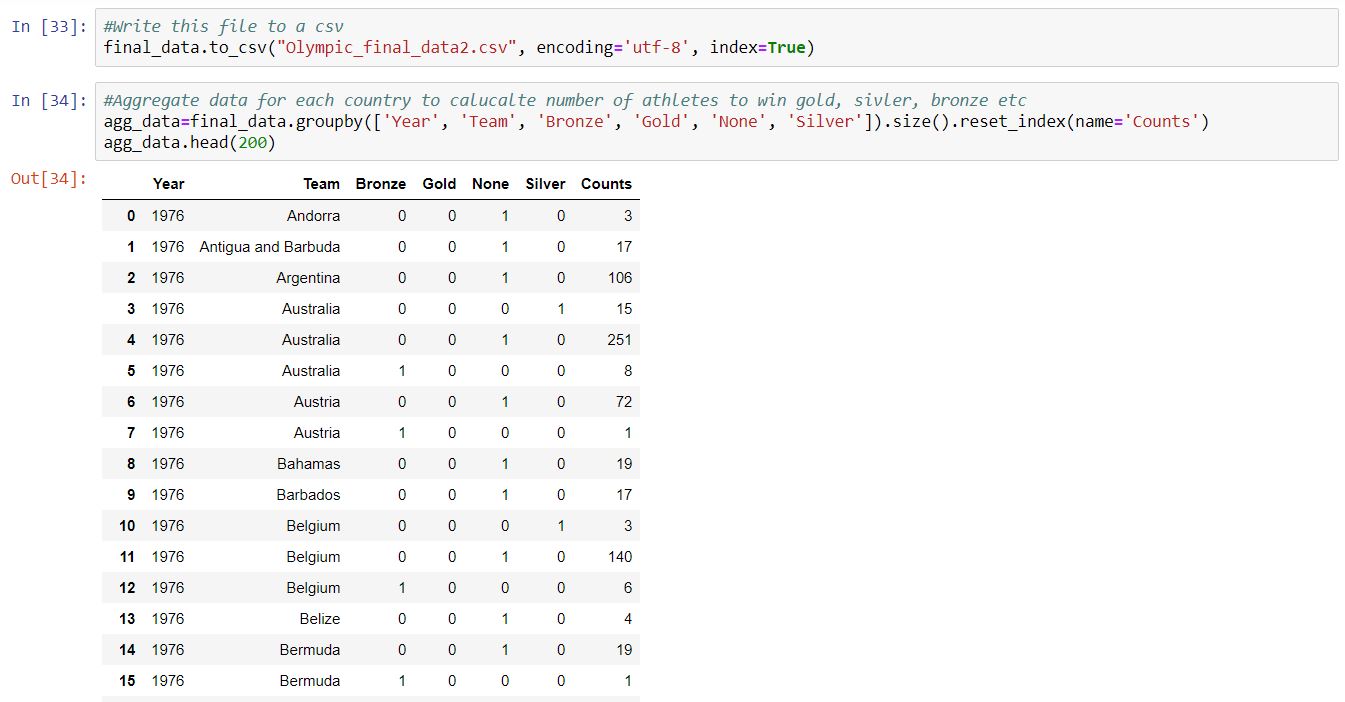 In [33]: #Write this file to a csv
final_data.to_csv("Olympic_final_data2.csv", encoding='utf-8', index=True)
In [34]: #Aggregate data for each country to calucalte number of athletes to win gold, sivler, bronze etc
agg_data=final_data.groupby(['Year', 'Team', 'Bronze', 'Gold', 'None', 'Silver']).size().reset_index(name='Counts')
agg_data.head(200)
Out[34]:
Year Team Bronze Gold None Silver Counts
0 1976 Andorra 0 0 1 0 3
1 1976 Antigua and Barbuda 0 0 1 0 17
2 1976 Argentina 0 0 1 0 106
3 1976 Australia 0 0 0 1 15
4 1976 Australia 0 0 1 0 251
5 1976 Australia 1 0 0 0 8
6 1976 Austria 0 0 1 0 72
7 1976 Austria 1 0 0 0 1
8 1976 Bahamas 0 0 1 0 19
9 1976 Barbados 0 0 1 0 17
10 1976 Belgium 0 0 0 1 3
11 1976 Belgium 0 0 1 0 140
12 1976 Belgium 1 0 0 0 6
13 1976 Belize 0 0 1 0 4
14 1976 Bermuda 0 0 1 0 19
15 1976 Bermuda 1 0 0 0 1